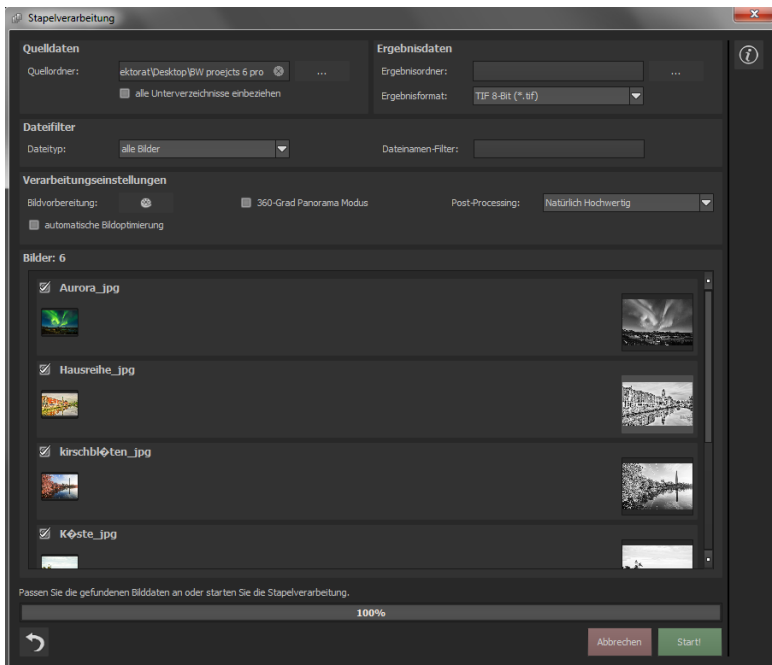 Stapelverarbeitung
Quelldaten
Quellordner: ektorat\Desktop\BW proejcts 6 pro ...
alle Unterverzeichnisse einbeziehen
Ergebnisdaten
Ergebnisordner: ...
Ergebnisformat: TIF 8-Bit (*.tif)
Dateifilter
Dateityp: alle Bilder
Dateinamen-Filter:
Verarbeitungseinstellungen
Bildvorbereitung:
360-Grad Panorama Modus
Post-Processing: Natürlich Hochwertig
automatische Bildoptimierung
Bilder: 6
Aurora_jpg
Hausreihe_jpg
kirschbl�ten_jpg
K�ste_jpg
Passen Sie die gefundenen Bilddaten an oder starten Sie die Stapelverarbeitung.
100%
Abbrechen
Start!